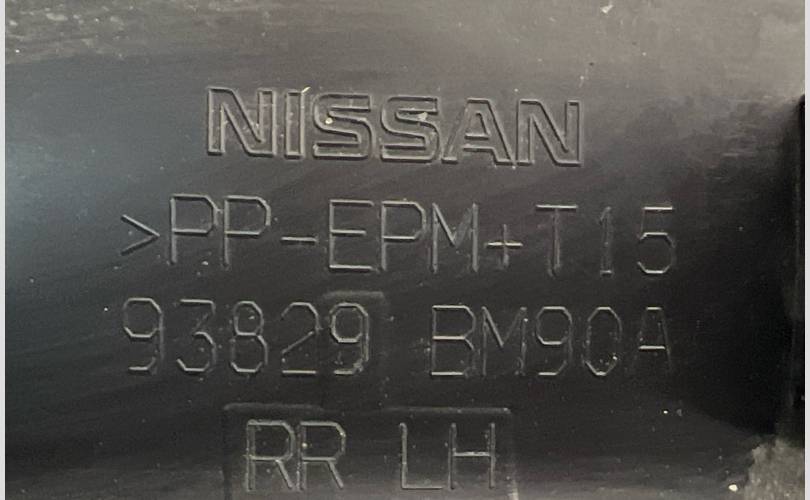 NISSAN
>PP-EPM+T15
93829 BM90A
RR LH